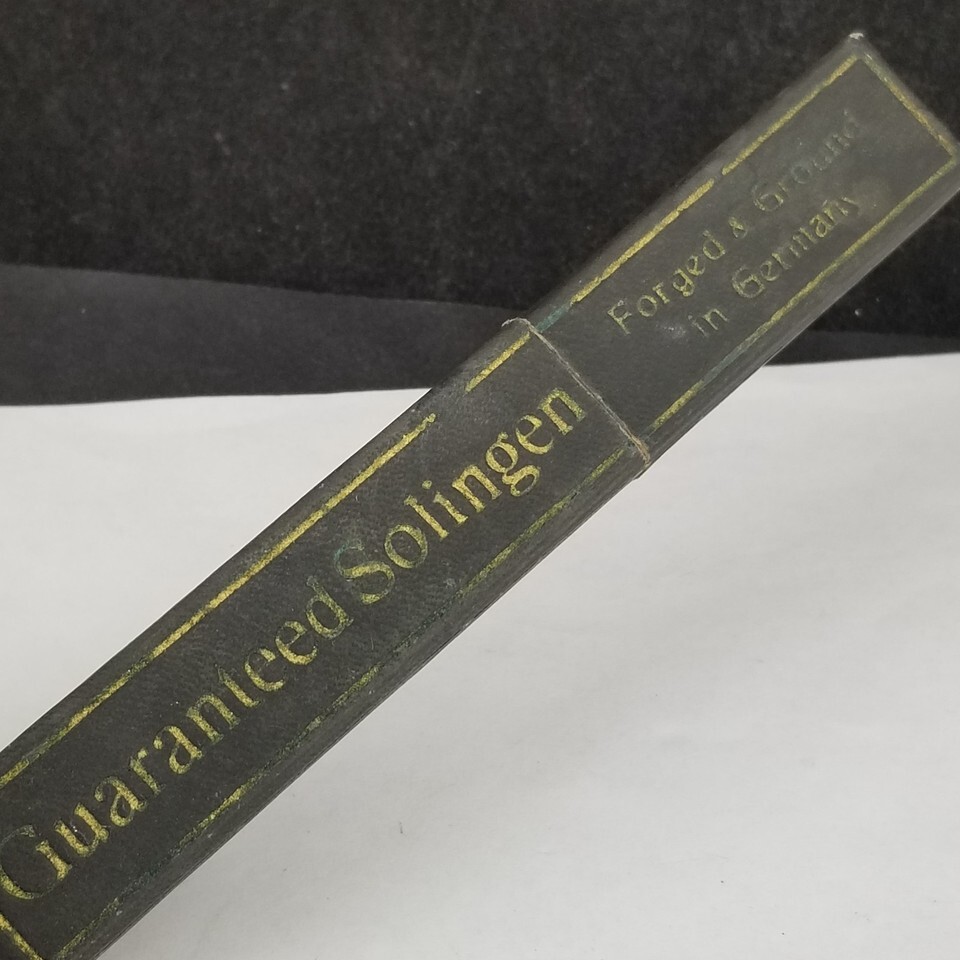 Guaranteed Solingen
Forged & Ground
in Germany